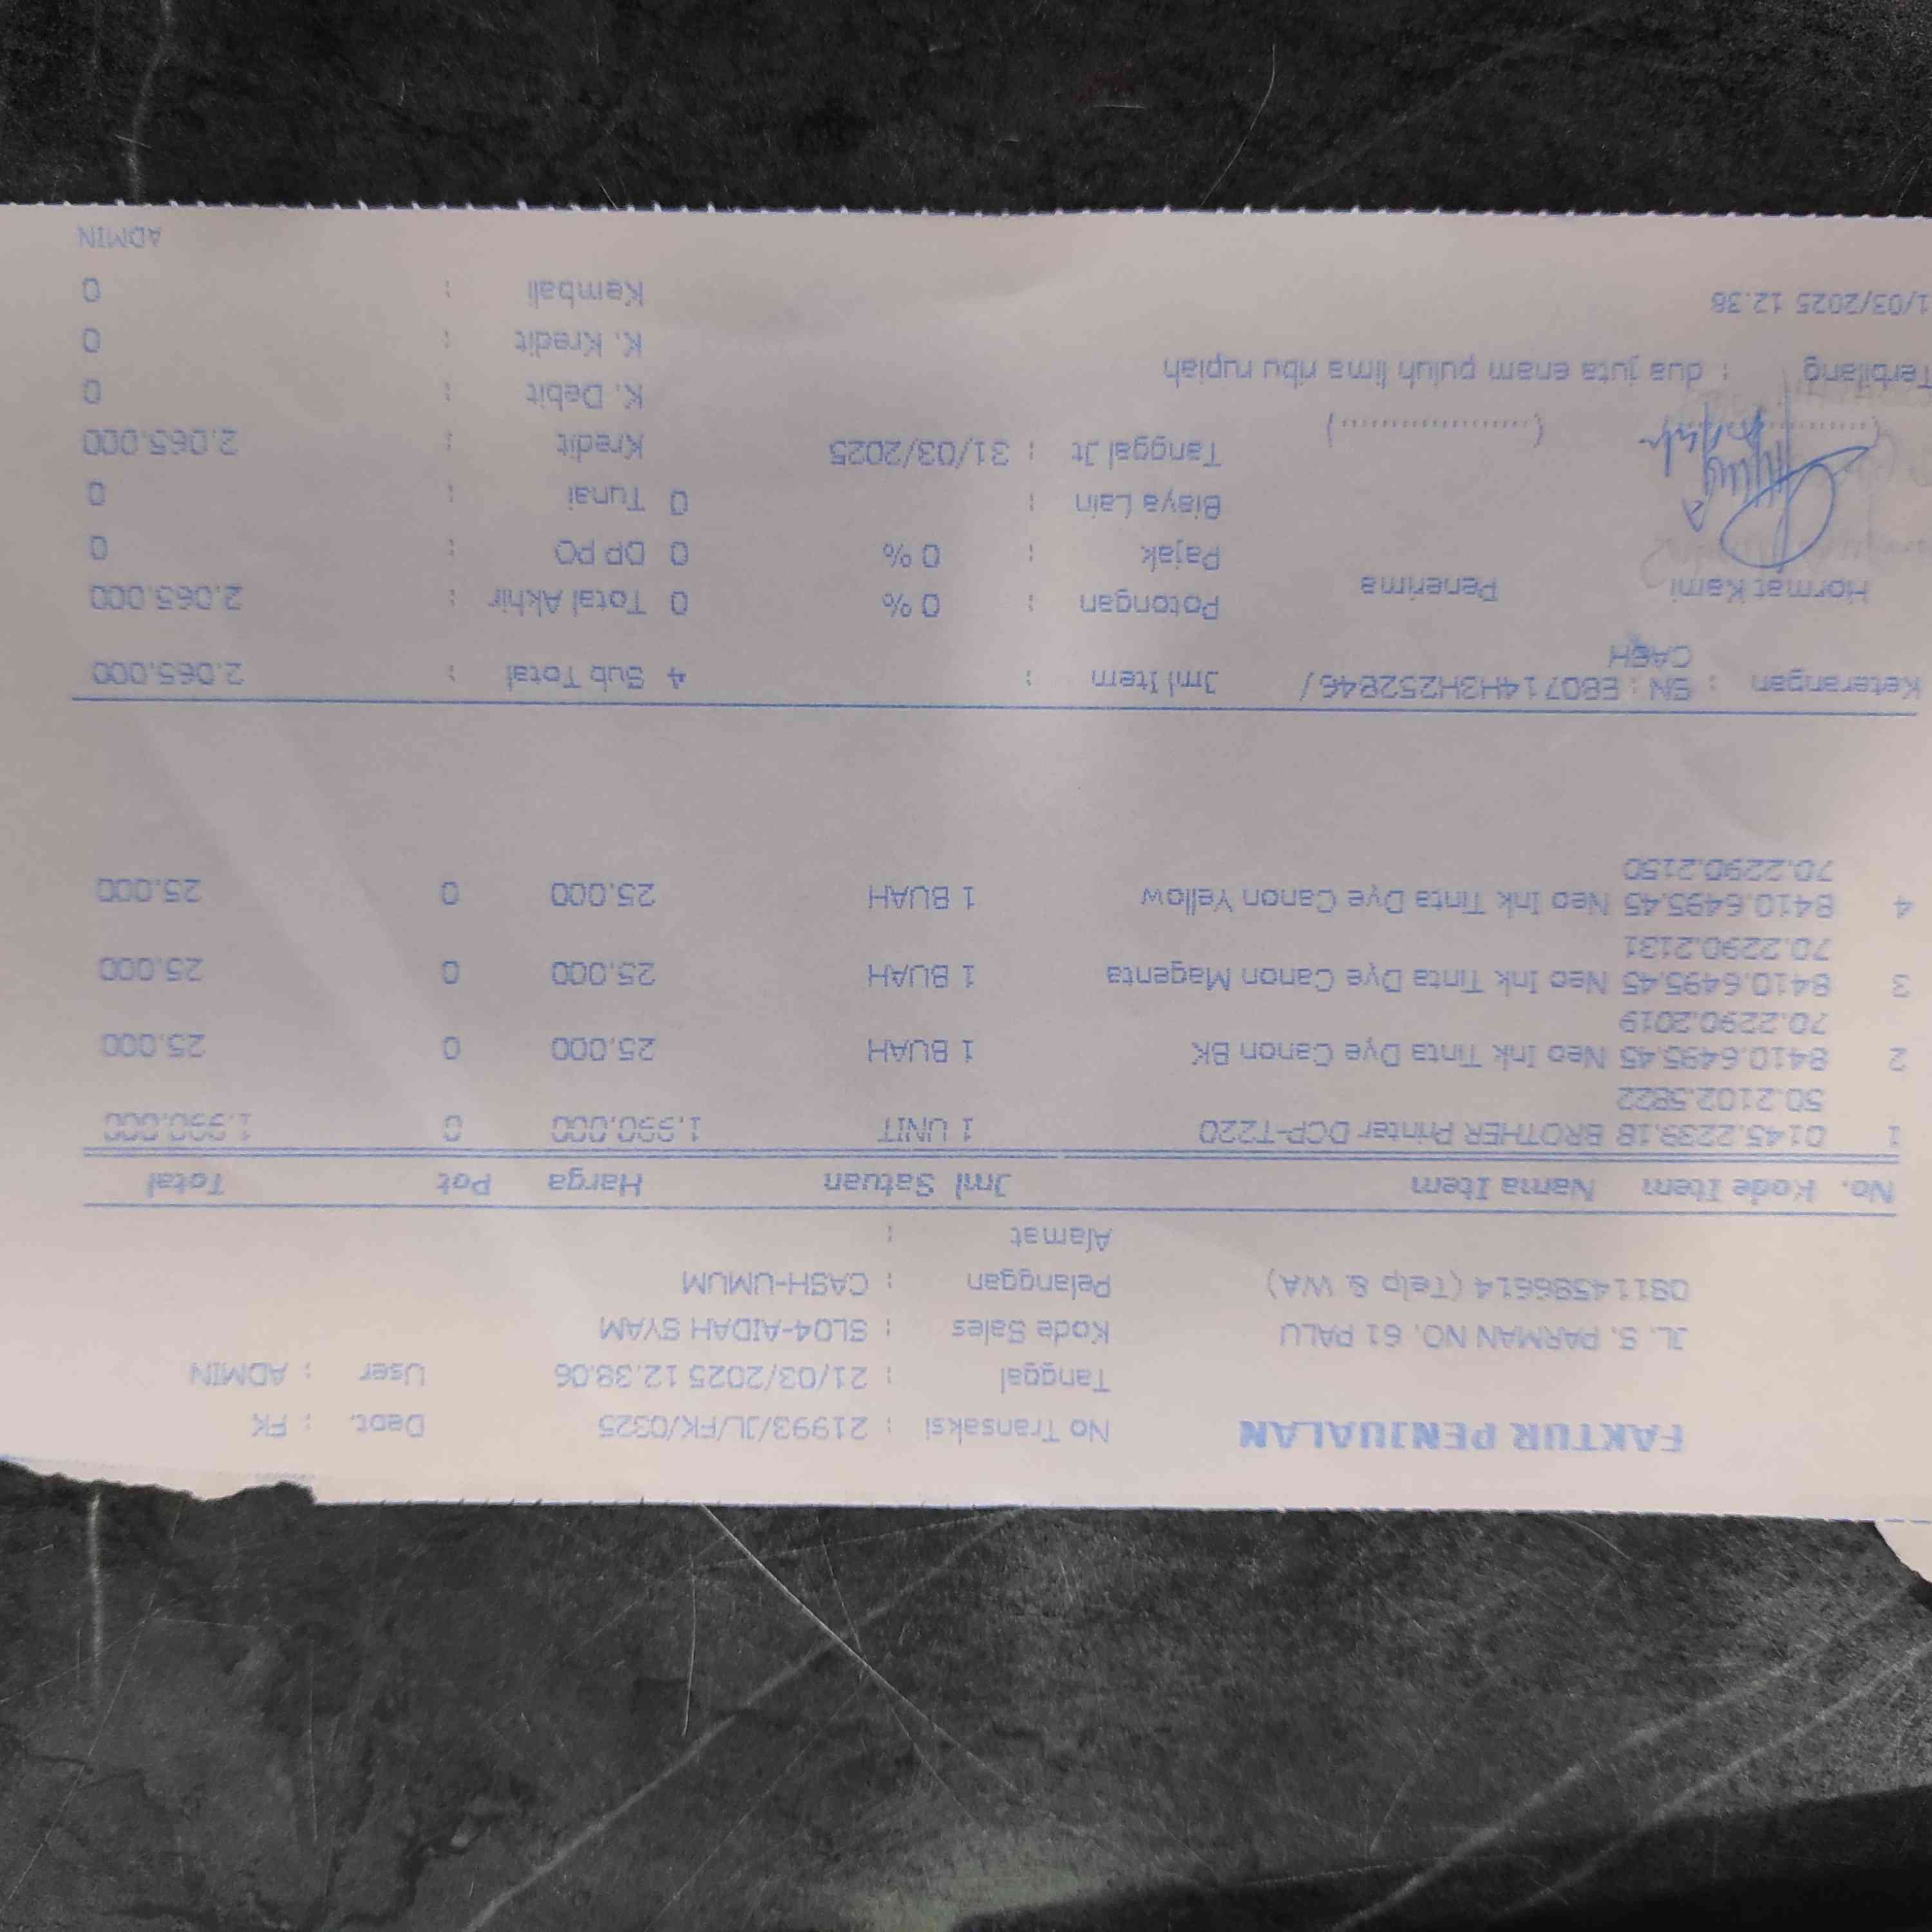 FAKTUR PENJUALAN No Transaksi : 21993/JL/FK/0325 Dept. : FK
Tanggal : 21/03/2025 12.38.06 User : ADMIN
JL. S. PARMAN NO. 61 PALU Kode Sales : SL04-AIDAH SYAM
08114586614 (Telp & WA) Pelanggan : CASH-UMUM
Alamat :
No. Kode Item Nama Item Jml Satuan Harga Pot Total
1 0145.2239.18 BROTHER Printer DCP-T220 1 UNIT 1.990.000 0 1.990.000
50.2102.5822
2 8410.6495.45 Neo Ink Tinta Dye Canon BK 1 BUAH 25.000 0 25.000
70.2290.2019
3 8410.6495.45 Neo Ink Tinta Dye Canon Magenta 1 BUAH 25.000 0 25.000
70.2290.2131
4 8410.6495.45 Neo Ink Tinta Dye Canon Yellow 1 BUAH 25.000 0 25.000
70.2290.2150
Keterangan : SN : E80714H3H252846 / Jml Item : 4 Sub Total : 2.065.000
CASH
Hormat Kami Penerima Potongan : 0 % 0 Total Akhir : 2.065.000
Pajak : 0 % 0 DP PO : 0
Biaya Lain : 0 Tunai : 0
(....................) (....................) Tanggal Jt : 31/03/2025 Kredit : 2.065.000
K. Debit : 0
Terbilang : dua juta enam puluh lima ribu rupiah K. Kredit : 0
1/03/2025 12.38 Kembali : 0
ADMIN